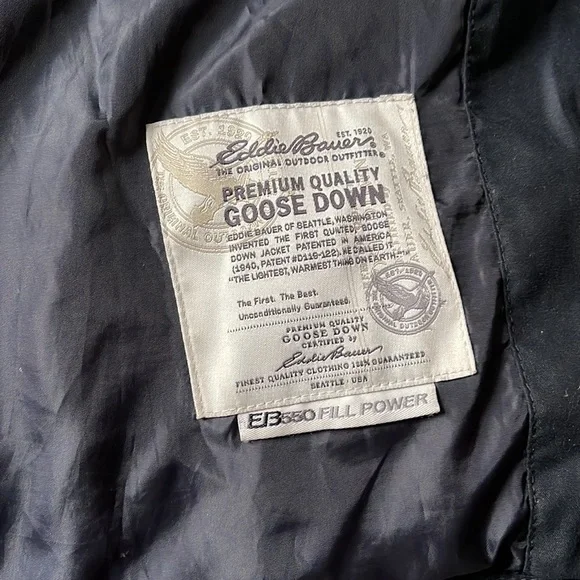 EST. 1920
Eddie Bauer®
THE ORIGINAL OUTDOOR OUTFITTER®
PREMIUM QUALITY
GOOSE DOWN
EDDIE BAUER OF SEATTLE, WASHINGTON
INVENTED THE FIRST QUILTED, GOOSE
DOWN JACKET PATENTED IN AMERICA
(1940, PATENT #D119-122). WE CALLED IT
"THE LIGHTEST, WARMEST THING ON EARTH."
The First. The Best.
Unconditionally Guaranteed.
PREMIUM QUALITY
GOOSE DOWN
CERTIFIED by
Eddie Bauer
FINEST QUALITY CLOTHING 100% GUARANTEED
SEATTLE · USA
EB550 FILL POWER